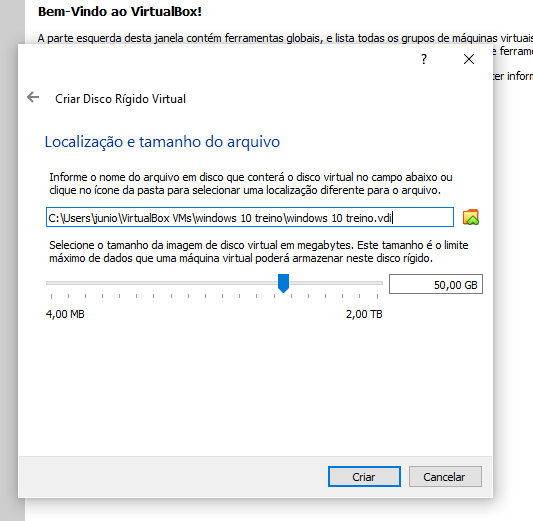 Bem-Vindo ao VirtualBox!
A parte esquerda desta janela contém ferramentas globais, e lista todas os grupos de máquinas virtuais
e ferrame
ter inform
?
Criar Disco Rígido Virtual
Localização e tamanho do arquivo
Informe o nome do arquivo em disco que conterá o disco virtual no campo abaixo ou
clique no ícone da pasta para selecionar uma localização diferente para o arquivo.
C:\Users\junio\VirtualBox VMs\windows 10 treino\windows 10 treino.vdi
Selecione o tamanho da imagem de disco virtual em megabytes. Este tamanho é o limite
máximo de dados que uma máquina virtual poderá armazenar neste disco rígido.
50,00 GB
4,00 MB 2,00 TB
Criar Cancelar